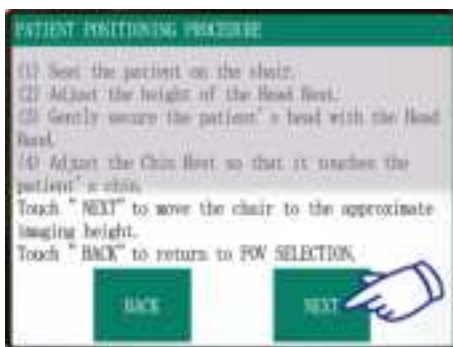 PATIENT POSITIONING PROCEDURE
(1) Seat the patient on the chair.
(2) Adjust the height of the Head Rest.
(3) Gently secure the patient's head with the Head
Band.
(4) Adjust the Chin Rest so that it touches the
patient's chin.
Touch "NEXT" to move the chair to the approximate
imaging height.
Touch "BACK" to return to FOV SELECTION.
BACK
NEXT